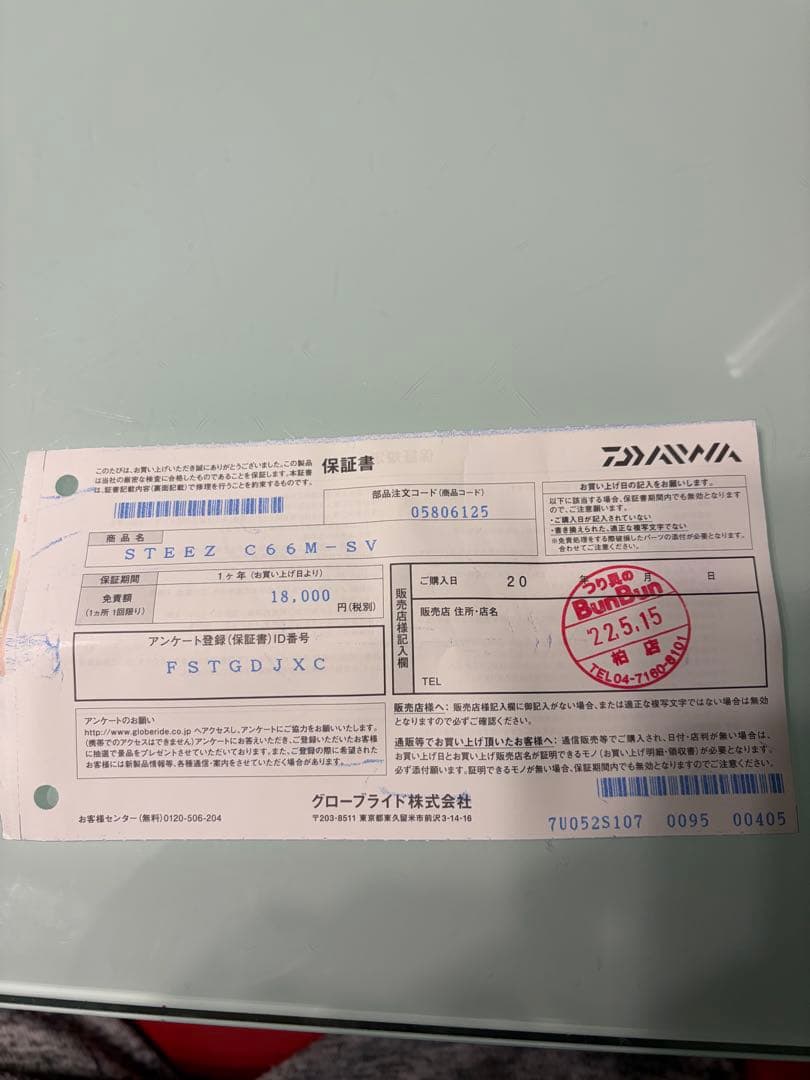 このたびは、お買い上げいただき誠にありがとうございました。この製品
は当社の厳密な検査に合格したものであることを保証します。本証書
は、証書記載内容(裏面記載)で修理を行うことを約束するものです。
保証書
DAIWA
部品注文コード(商品コード)
05806125
お買い上げ日の記入をお願いします。
以下に該当する場合、保証書期間内でも無効となります
ので、ご注意願います。
・ご購入日が記入されていない
・書き換えられた、適正な複写文字でない
※免責処理をする際破損したパーツの添付が必要となります。
合わせてご注意ください。
商品名
STEEZ C66M-SV
保証期間
1ヶ年(お買い上げ日より)
免責額
(1ヵ所 1回限り)
18,000
円(税別)
アンケート登録(保証書)ID番号
FSTGDJXC
販売店様記入欄
ご購入日 20 年 月 日
販売店 住所・店名
TEL
つり具の
BunBun
'22.5.15
柏店
TEL04-7160-8101
アンケートのお願い
http://www.globeride.co.jp へアクセスし、アンケートにご協力をお願いいたします。
(携帯でのアクセスはできません)アンケートにお答えいただき、ご登録いただいたお客様
に抽選で景品をプレゼントさせていただいております。また、ご登録の際に希望された
お客様には新製品情報等、各種通信・案内をさせていただく場合があります。
販売店様へ:販売店様記入欄に御記入がない場合、または適正な複写文字ではない場合は無効
となりますので必ずご確認ください。
通販等でお買い上げ頂いたお客様へ:通信販売等でご購入され、日付・店判が無い場合は、
お買い上げ日とお買い上げ販売店名が証明できるモノ(お買い上げ明細・領収書)が必要となります。
必ず添付願います。証明できるモノが無い場合、保証期間内でも無効となりますのでご注意ください。
グローブライド株式会社
お客様センター(無料)0120-506-204
〒203-8511 東京都東久留米市前沢3-14-16
7U052S107 0095 00405